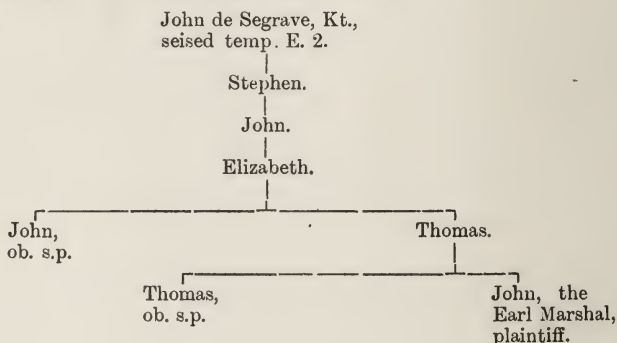 John de Segrave, Kt.,
seised temp. E. 2.
Stephen.
John.
Elizabeth.
John,
ob. s.p.
Thomas.
Thomas,
ob. s.p.
John, the
Earl Marshal,
plaintiff.